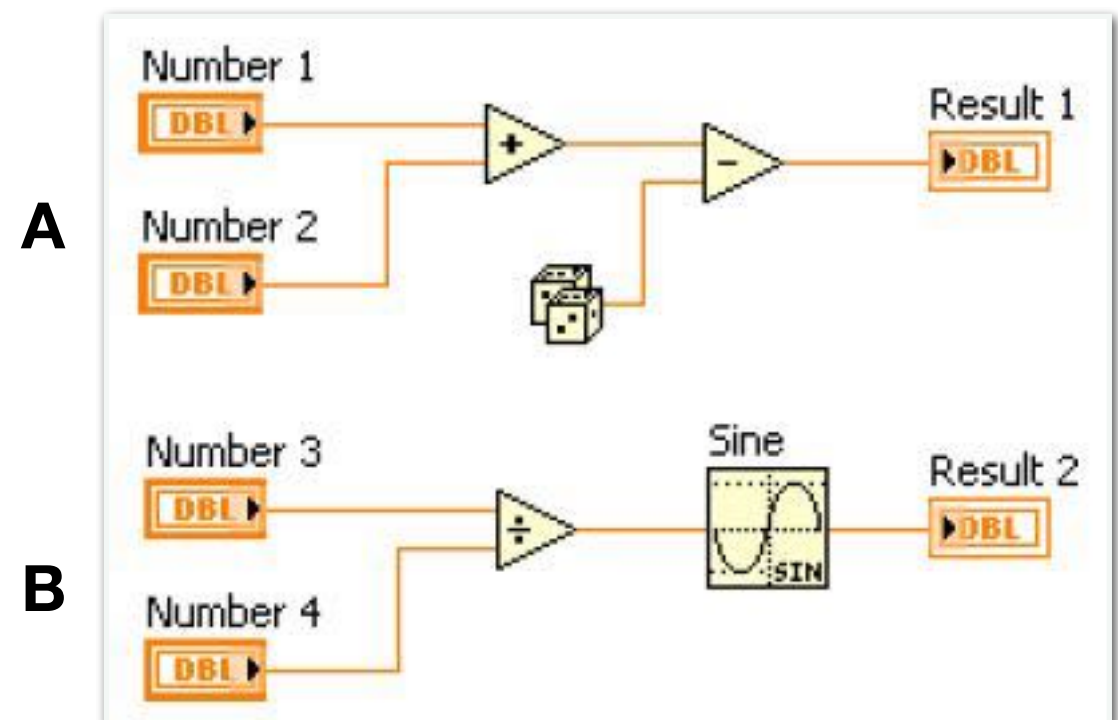 Number 1
DBL
+
-
Result 1
DBL
A
Number 2
DBL
Number 3
DBL
÷
Sine
SIN
Result 2
DBL
B
Number 4
DBL